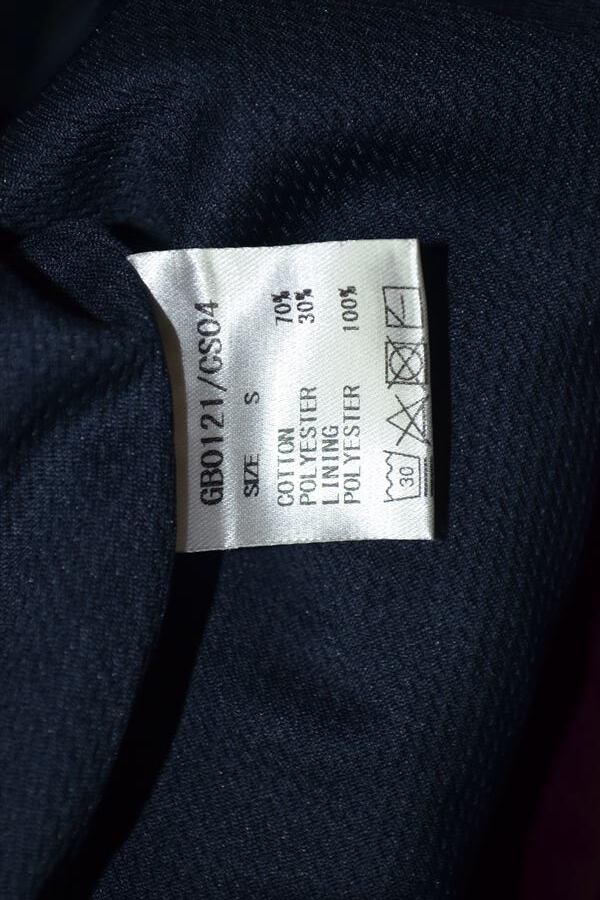 GB0121/GS04
SIZE S
COTTON 70%
POLYESTER 30%
LINING
POLYESTER 100%
30